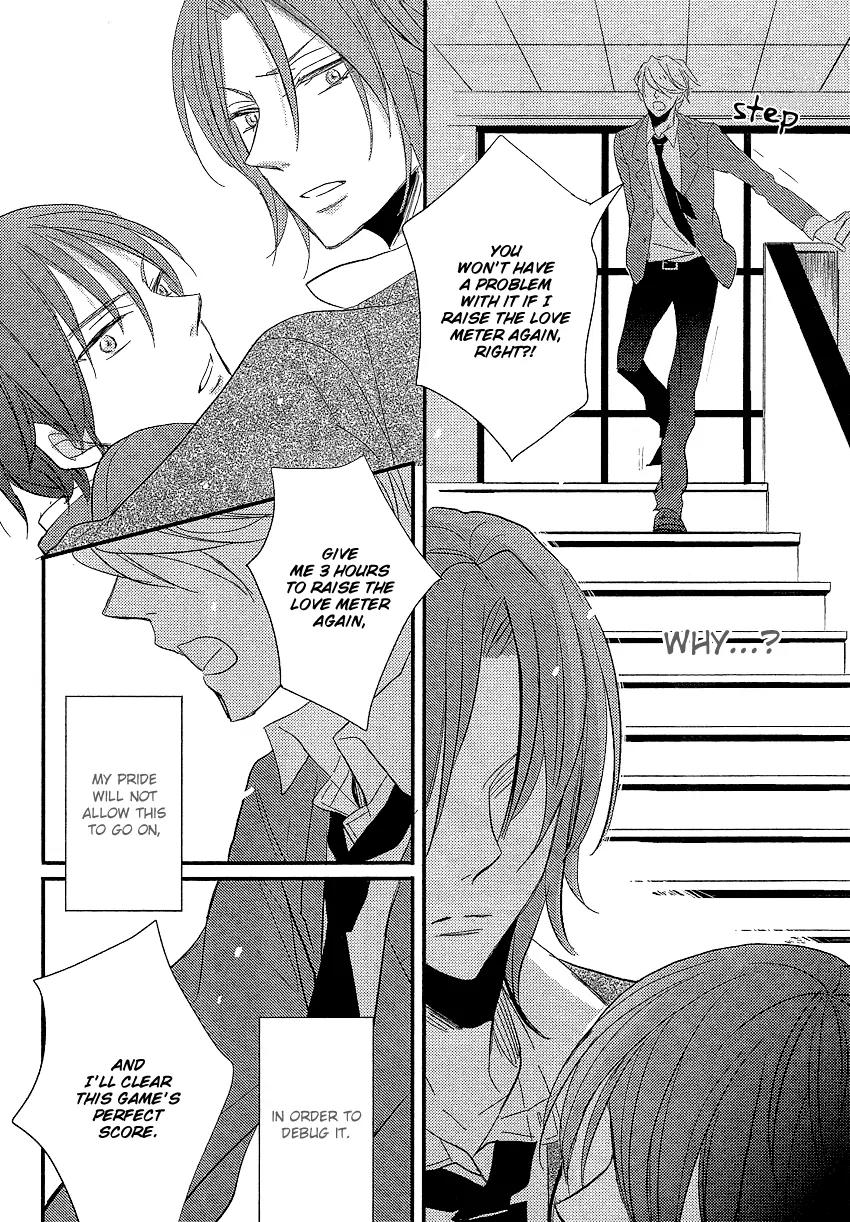 step
YOU
WON'T HAVE
A PROBLEM
WITH IT IF I
RAISE THE LOVE
METER AGAIN,
RIGHT?!
WHY...?
GIVE
ME 3 HOURS
TO RAISE THE
LOVE METER
AGAIN,
MY PRIDE
WILL NOT
ALLOW THIS
TO GO ON,
IN ORDER TO
DEBUG IT.
AND
I'LL CLEAR
THIS GAME'S
PERFECT
SCORE.